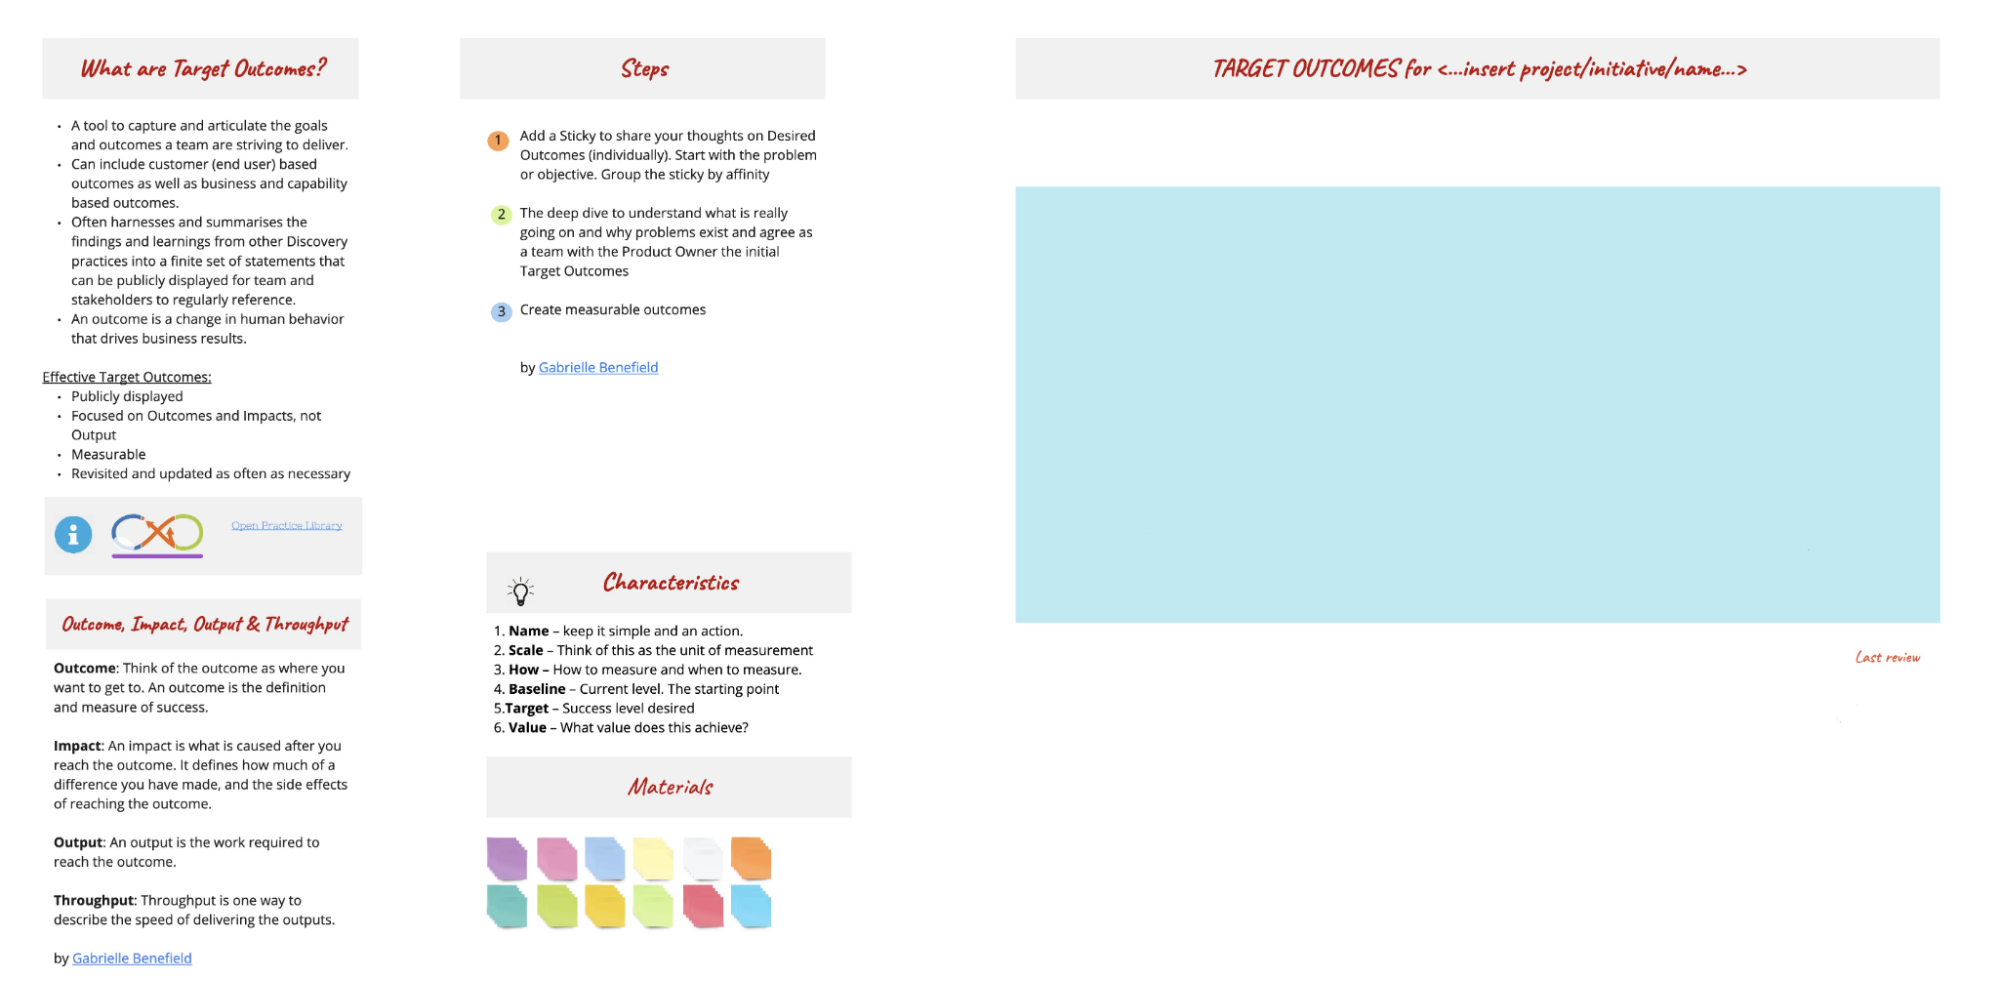 What are Target Outcomes?
• A tool to capture and articulate the goals
and outcomes a team are striving to deliver.
• Can include customer (end user) based
outcomes as well as business and capability
based outcomes.
• Often harnesses and summarises the
findings and learnings from other Discovery
practices into a finite set of statements that
can be publicly displayed for team and
stakeholders to regularly reference.
• An outcome is a change in human behavior
that drives business results.
Effective Target Outcomes:
• Publicly displayed
• Focused on Outcomes and Impacts, not
Output
• Measurable
• Revisited and updated as often as necessary
i
Open Practice Library
Outcome, Impact, Output & Throughput
Outcome: Think of the outcome as where you
want to get to. An outcome is the definition
and measure of success.
Impact: An impact is what is caused after you
reach the outcome. It defines how much of a
difference you have made, and the side effects
of reaching the outcome.
Output: An output is the work required to
reach the outcome.
Throughput: Throughput is one way to
describe the speed of delivering the outputs.
by Gabrielle Benefield
Steps
1 Add a Sticky to share your thoughts on Desired
Outcomes (individually). Start with the problem
or objective. Group the sticky by affinity
2 The deep dive to understand what is really
going on and why problems exist and agree as
a team with the Product Owner the initial
Target Outcomes
3 Create measurable outcomes
by Gabrielle Benefield
Characteristics
1. Name – keep it simple and an action.
2. Scale – Think of this as the unit of measurement
3. How – How to measure and when to measure.
4. Baseline – Current level. The starting point
5.Target – Success level desired
6. Value – What value does this achieve?
Materials
TARGET OUTCOMES for <...insert project/initiative/name...>
Last review